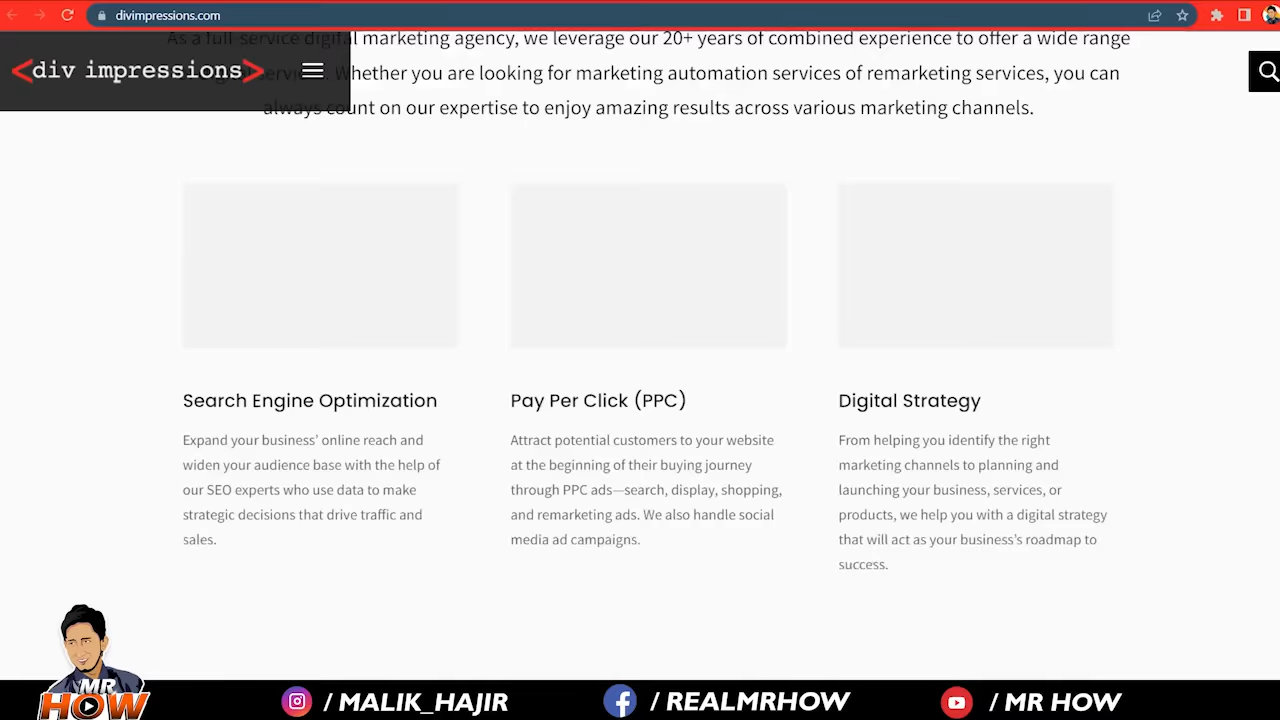 divimpressions.com
As a full-service digital marketing agency, we leverage our 20+ years of combined experience to offer a wide range
<div impressions>
Whether you are looking for marketing automation services of remarketing services, you can
always count on our expertise to enjoy amazing results across various marketing channels.
Search Engine Optimization
Expand your business' online reach and
widen your audience base with the help of
our SEO experts who use data to make
strategic decisions that drive traffic and
sales.
Pay Per Click (PPC)
Attract potential customers to your website
at the beginning of their buying journey
through PPC ads—search, display, shopping,
and remarketing ads. We also handle social
media ad campaigns.
Digital Strategy
From helping you identify the right
marketing channels to planning and
launching your business, services, or
products, we help you with a digital strategy
that will act as your business's roadmap to
success.
MR
HOW
/ MALIK_HAJIR
/ REALMRHOW
/ MR HOW